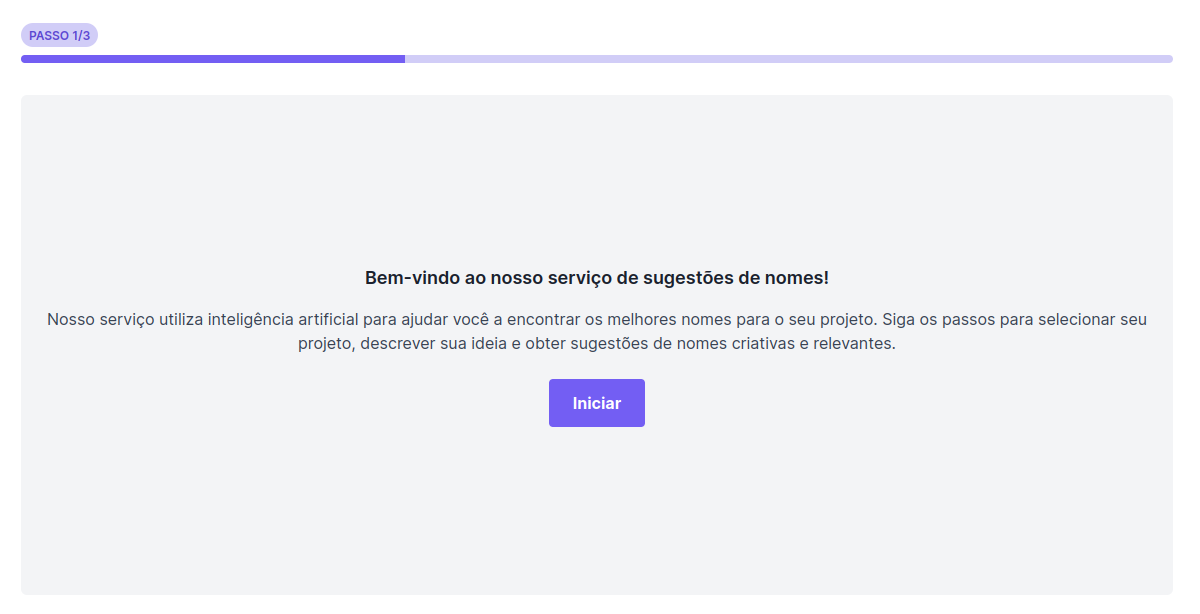 PASSO 1/3
Bem-vindo ao nosso serviço de sugestões de nomes!
Nosso serviço utiliza inteligência artificial para ajudar você a encontrar os melhores nomes para o seu projeto. Siga os passos para selecionar seu
projeto, descrever sua ideia e obter sugestões de nomes criativas e relevantes.
Iniciar